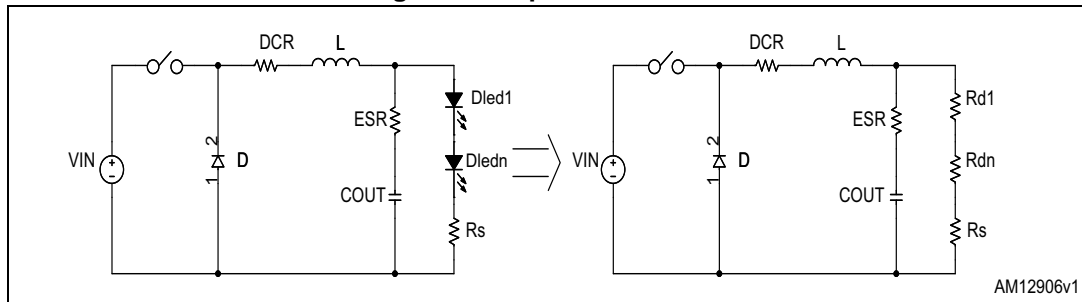 DCR L
ESR
Dled1
VIN
2
1
D
Dledn
COUT
Rs
DCR L
ESR
Rd1
VIN
2
1
D
Rdn
COUT
Rs
AM12906v1